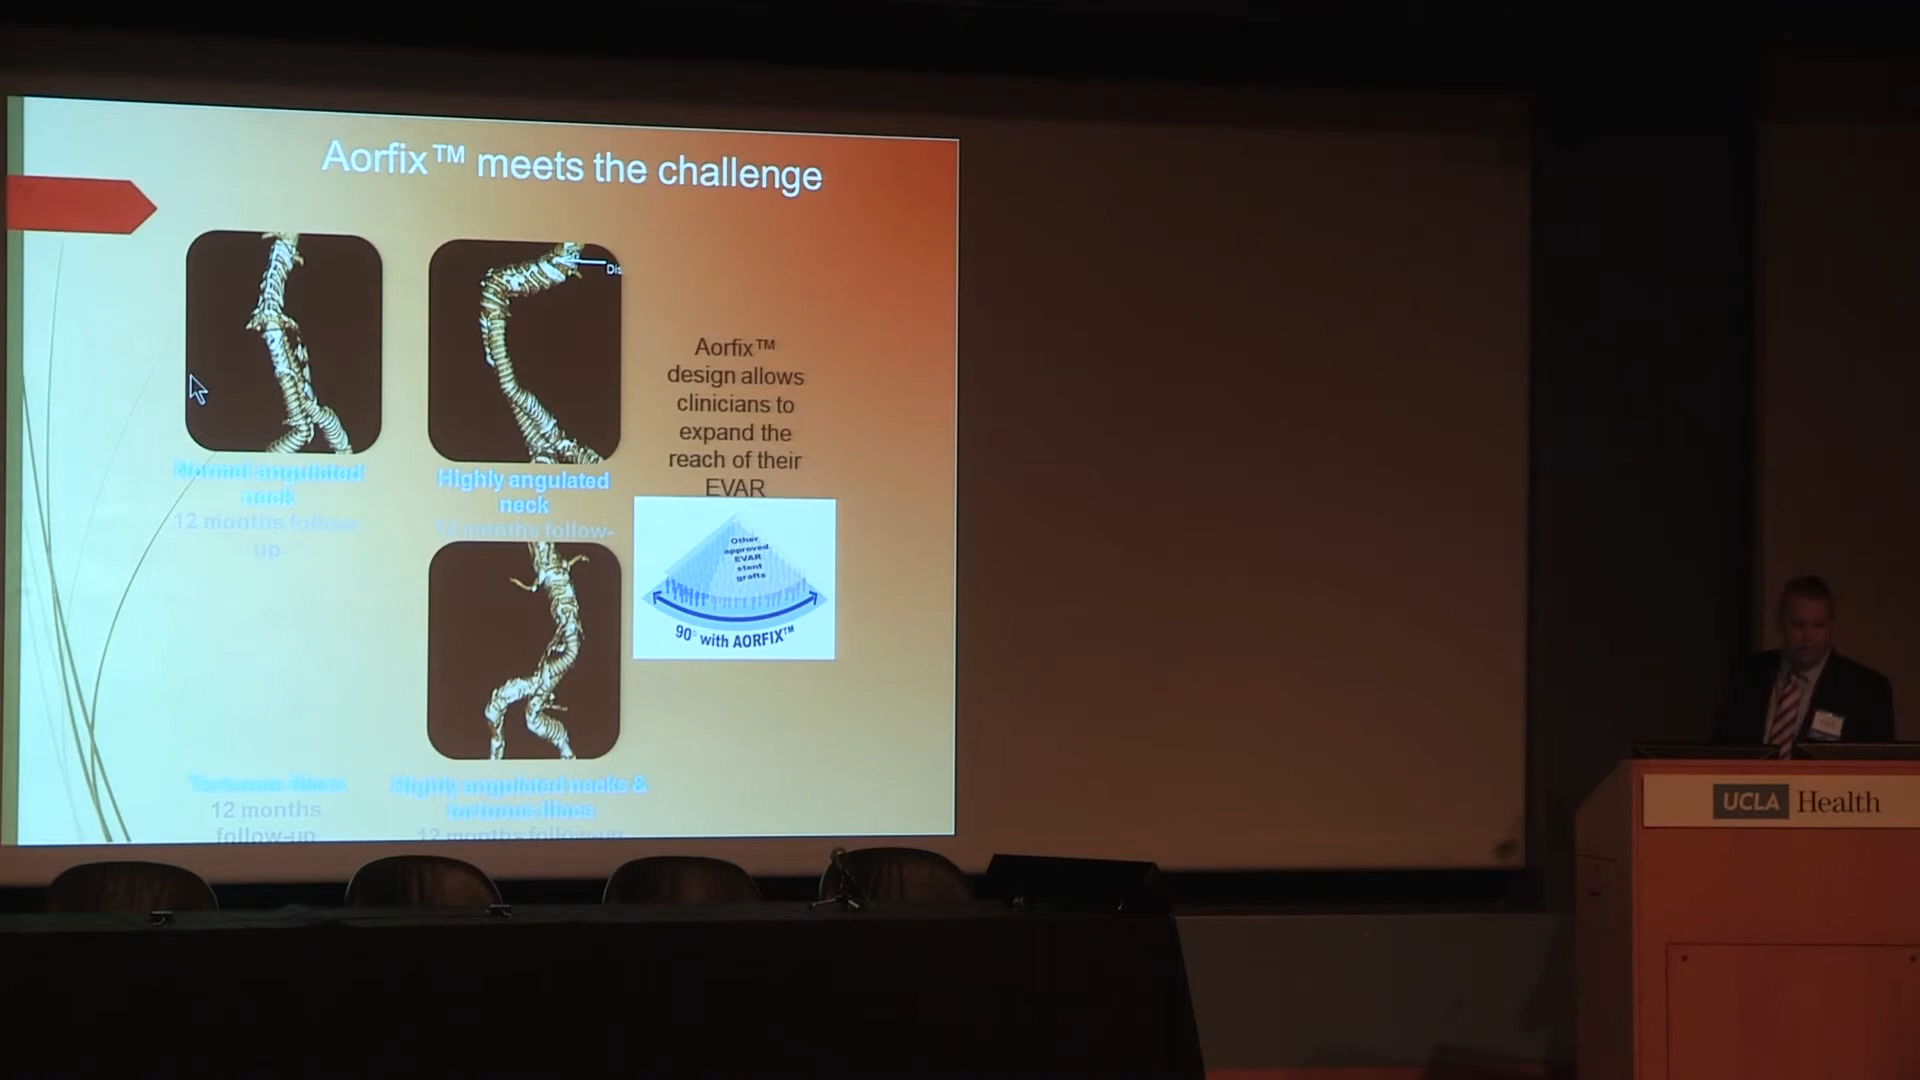 Aorfix™ meets the challenge
Dis
Normal angulated
neck
12 months follow-
up
Highly angulated
neck
12 months follow-
Aorfix™
design allows
clinicians to
expand the
reach of their
EVAR
Other
approved
EVAR
stent
grafts
90° with AORFIX™
Tortuous iliacs
12 months
follow-up
Highly angulated necks &
tortuous iliacs
12 months follow-up
UCLA Health